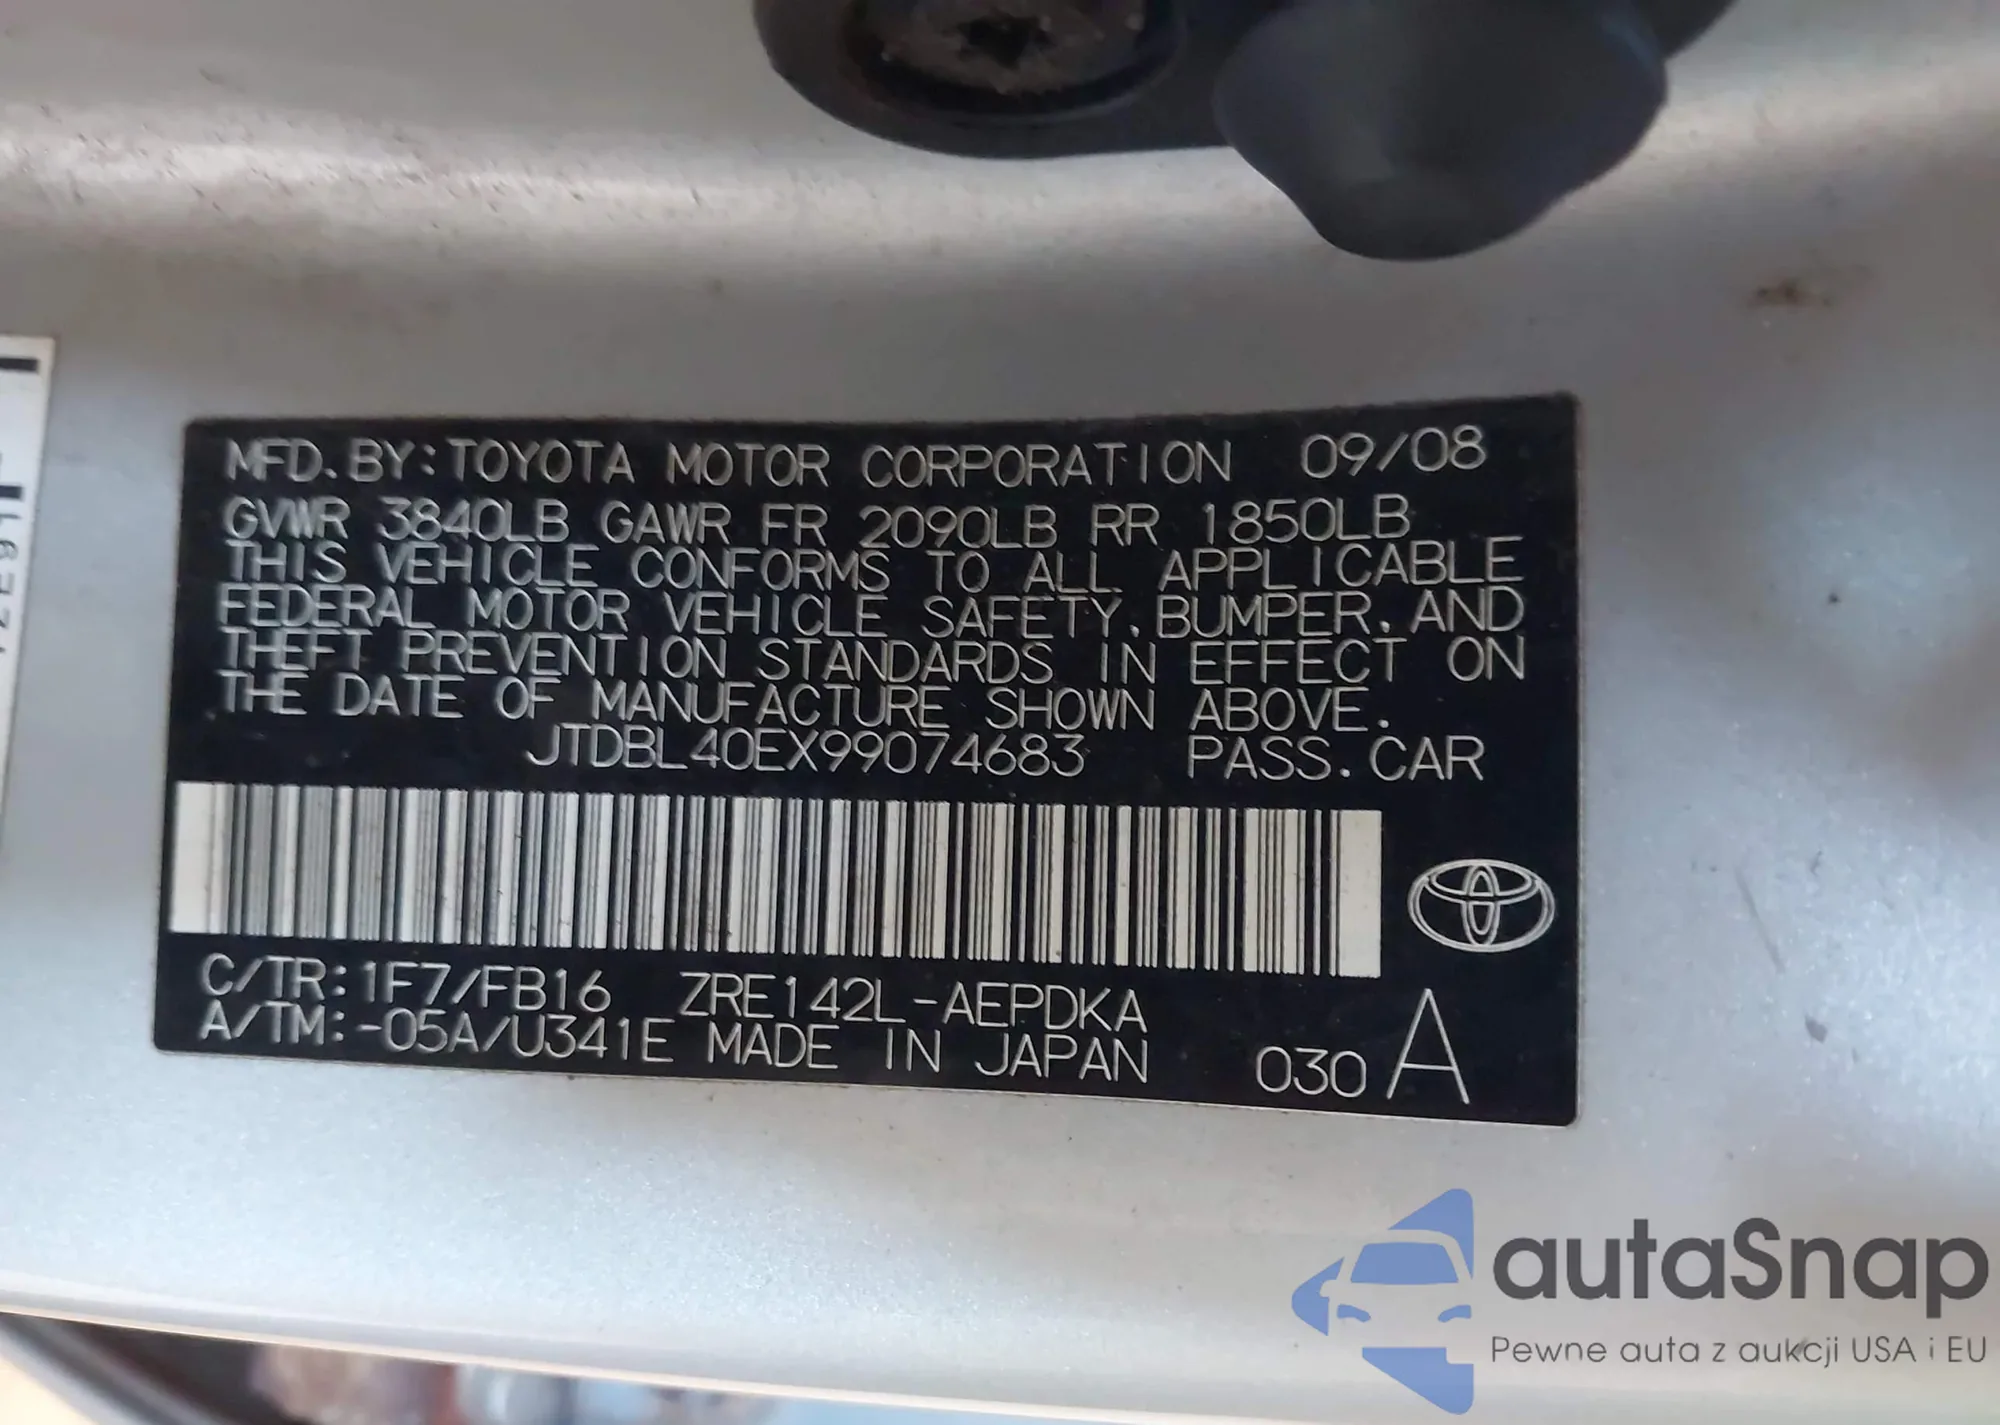 MFD.BY:TOYOTA MOTOR CORPORATION 09/08
GVWR 3840LB GAWR FR 2090LB RR 1850LB
THIS VEHICLE CONFORMS TO ALL APPLICABLE
FEDERAL MOTOR VEHICLE SAFETY, BUMPER, AND
THEFT PREVENTION STANDARDS IN EFFECT ON
THE DATE OF MANUFACTURE SHOWN ABOVE.
JTDBL40EX99074683 PASS. CAR
C/TR:1F7/FB16 ZRE142L-AEPDKA
A/TM:-05A/U341E MADE IN JAPAN 030 A
autaSnap
Pewne auta z aukcji USA i EU